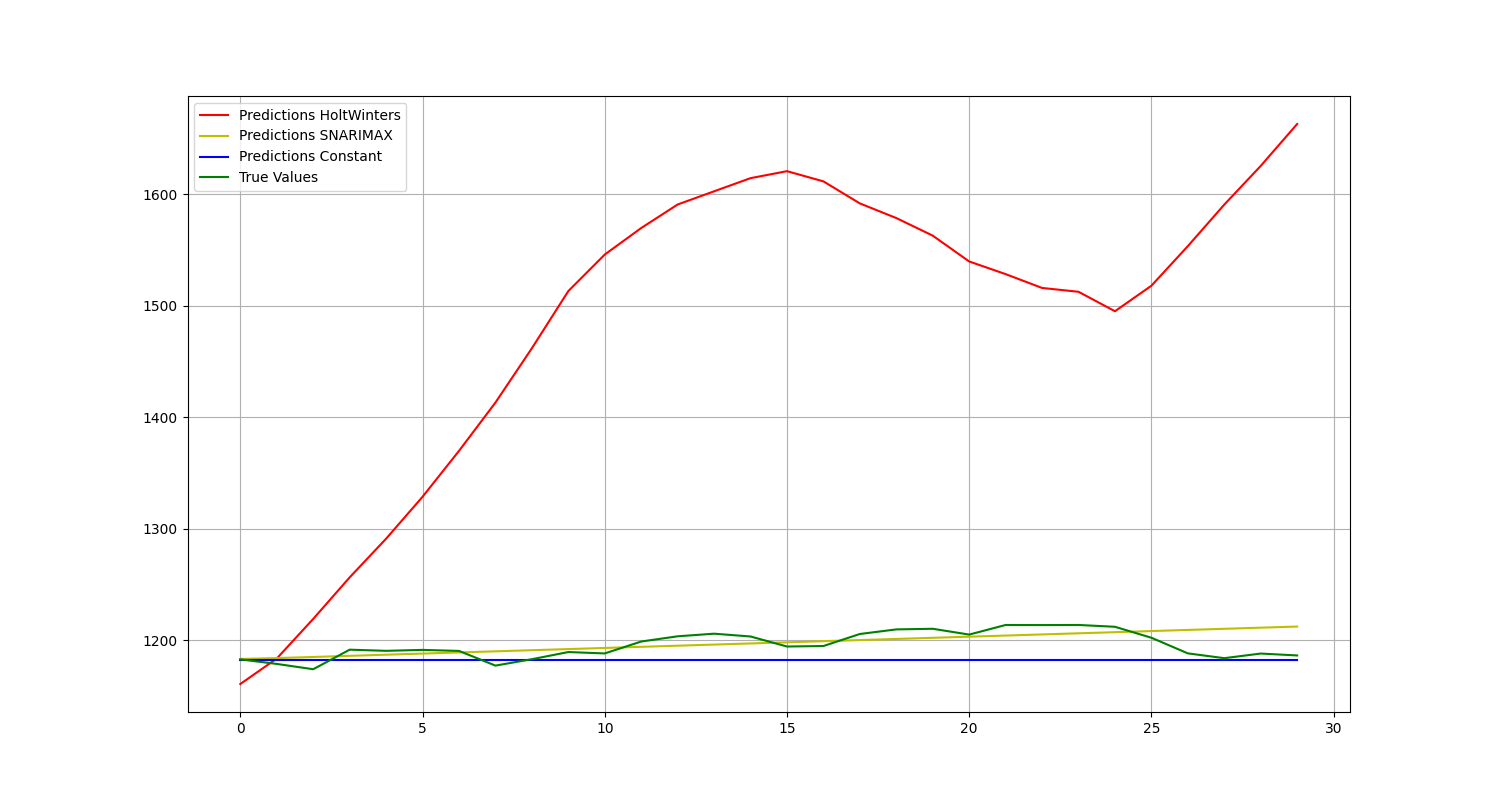 Predictions HoltWinters
Predictions SNARIMAX
Predictions Constant
True Values
1600
1500
1400
1300
1200
0 5 10 15 20 25 30